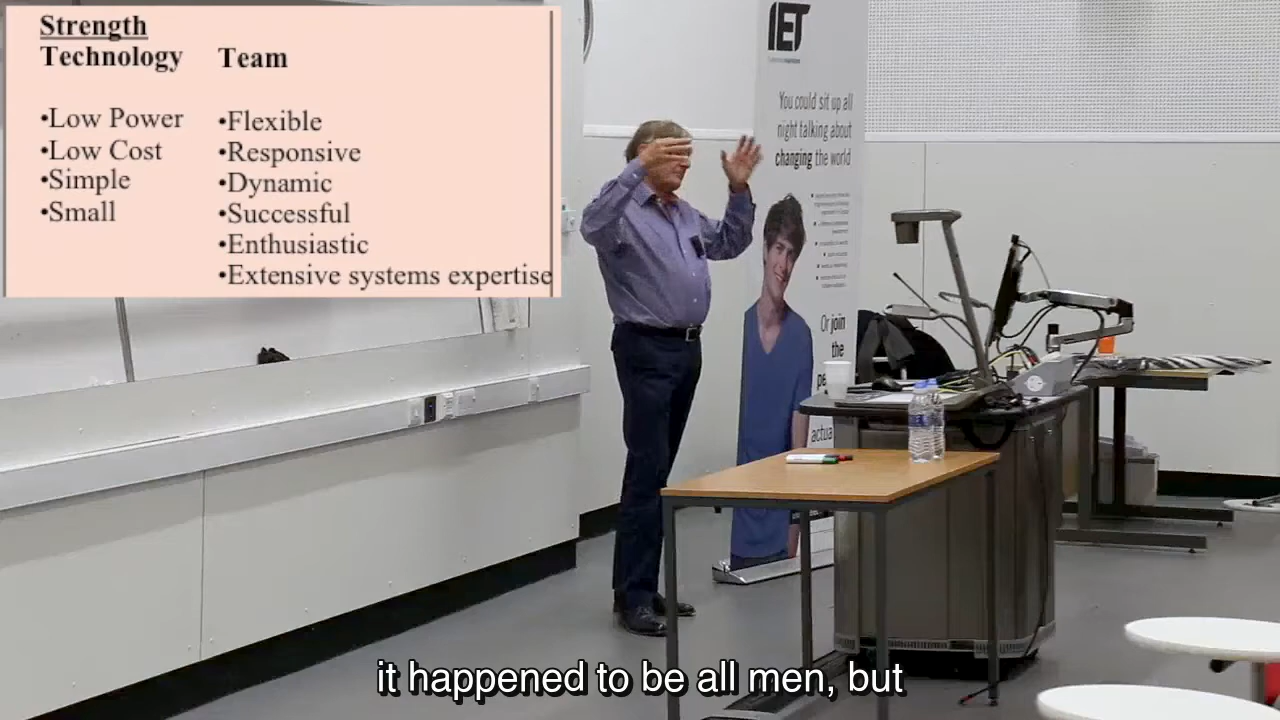 Strength
Technology Team
•Low Power
•Low Cost
•Simple
•Small
•Flexible
•Responsive
•Dynamic
•Successful
•Enthusiastic
•Extensive systems expertise
IET
You could sit up all
night talking about
changing the world
Or join
the
pe
actua
it happened to be all men, but